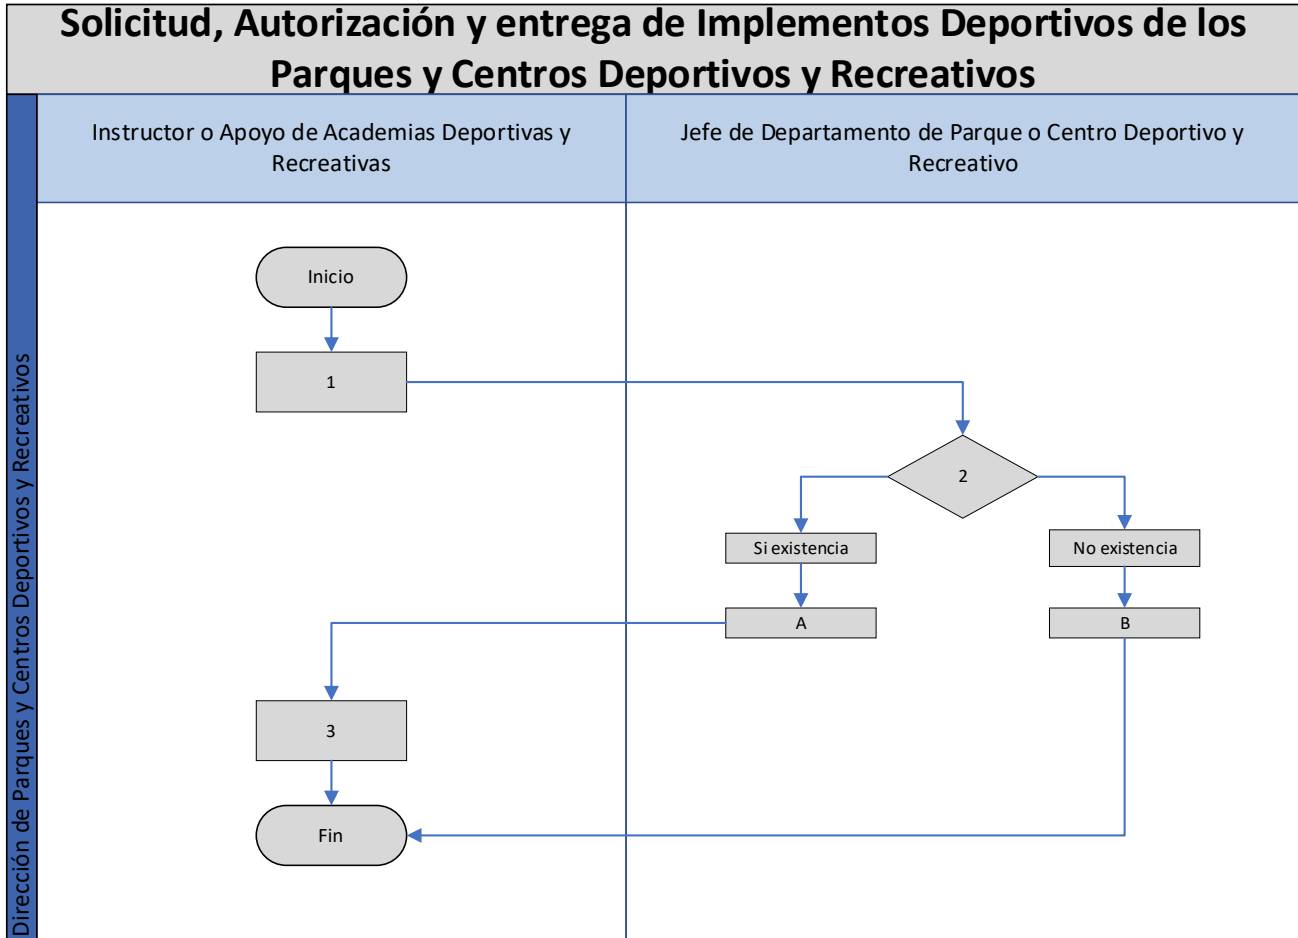 Solicitud, Autorización y entrega de Implementos Deportivos de los
Parques y Centros Deportivos y Recreativos
Dirección de Parques y Centros Deportivos y Recreativos
Instructor o Apoyo de Academias Deportivas y
Recreativas
Jefe de Departamento de Parque o Centro Deportivo y
Recreativo
Inicio
1
2
Si existencia
No existencia
A
B
3
Fin